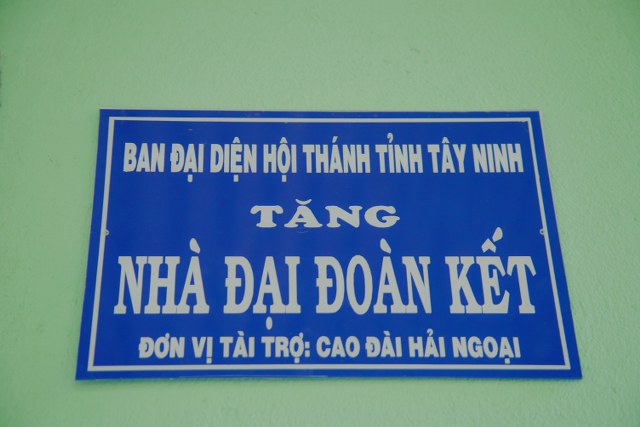 BAN ĐẠI DIỆN HỘI THÁNH TỈNH TÂY NINH
TĂNG
NHÀ ĐẠI ĐOÀN KẾT
ĐƠN VỊ TÀI TRỢ: CAO ĐÀI HẢI NGOẠI